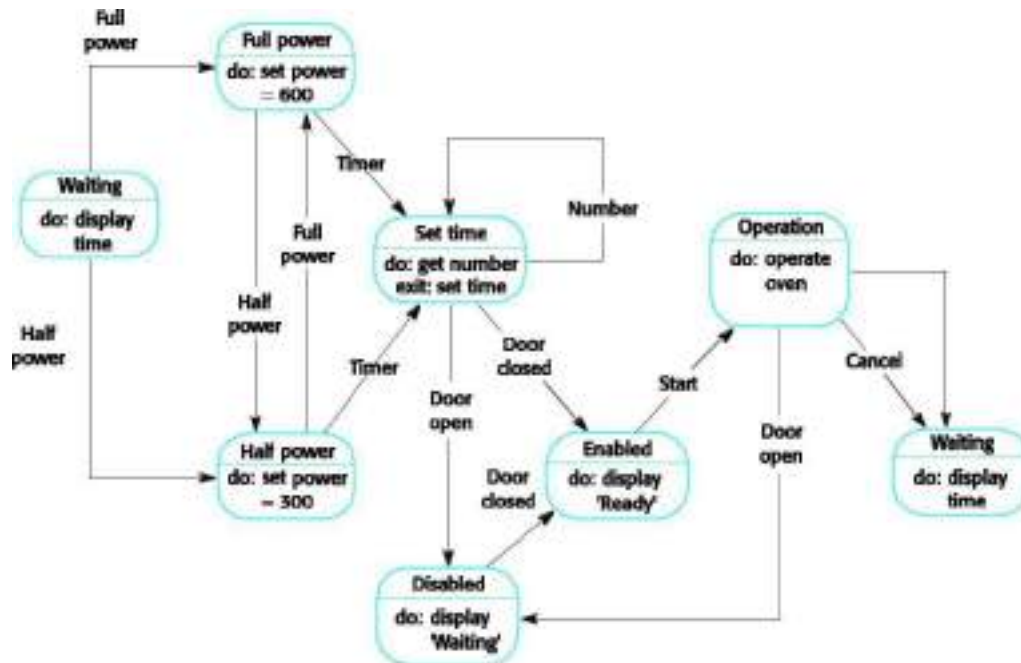 Full
power
Full power
do: set power
= 600
Waiting
do: display
time
Half
power
Full
power
Half
power
Timer
Timer
Half power
do: set power
= 300
Set time
do: get number
exit: set time
Number
Door
open
Door
closed
Door
closed
Disabled
do: display
'Waiting'
Enabled
do: display
'Ready'
Start
Operation
do: operate
oven
Cancel
Door
open
Waiting
do: display
time